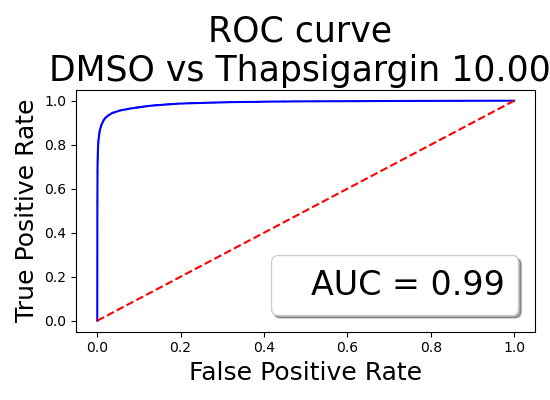 ROC curve
DMSO vs Thapsigargin 10.00
True Positive Rate
1.0
0.8
0.6
0.4
0.2
0.0
AUC = 0.99
0.0 0.2 0.4 0.6 0.8 1.0
False Positive Rate